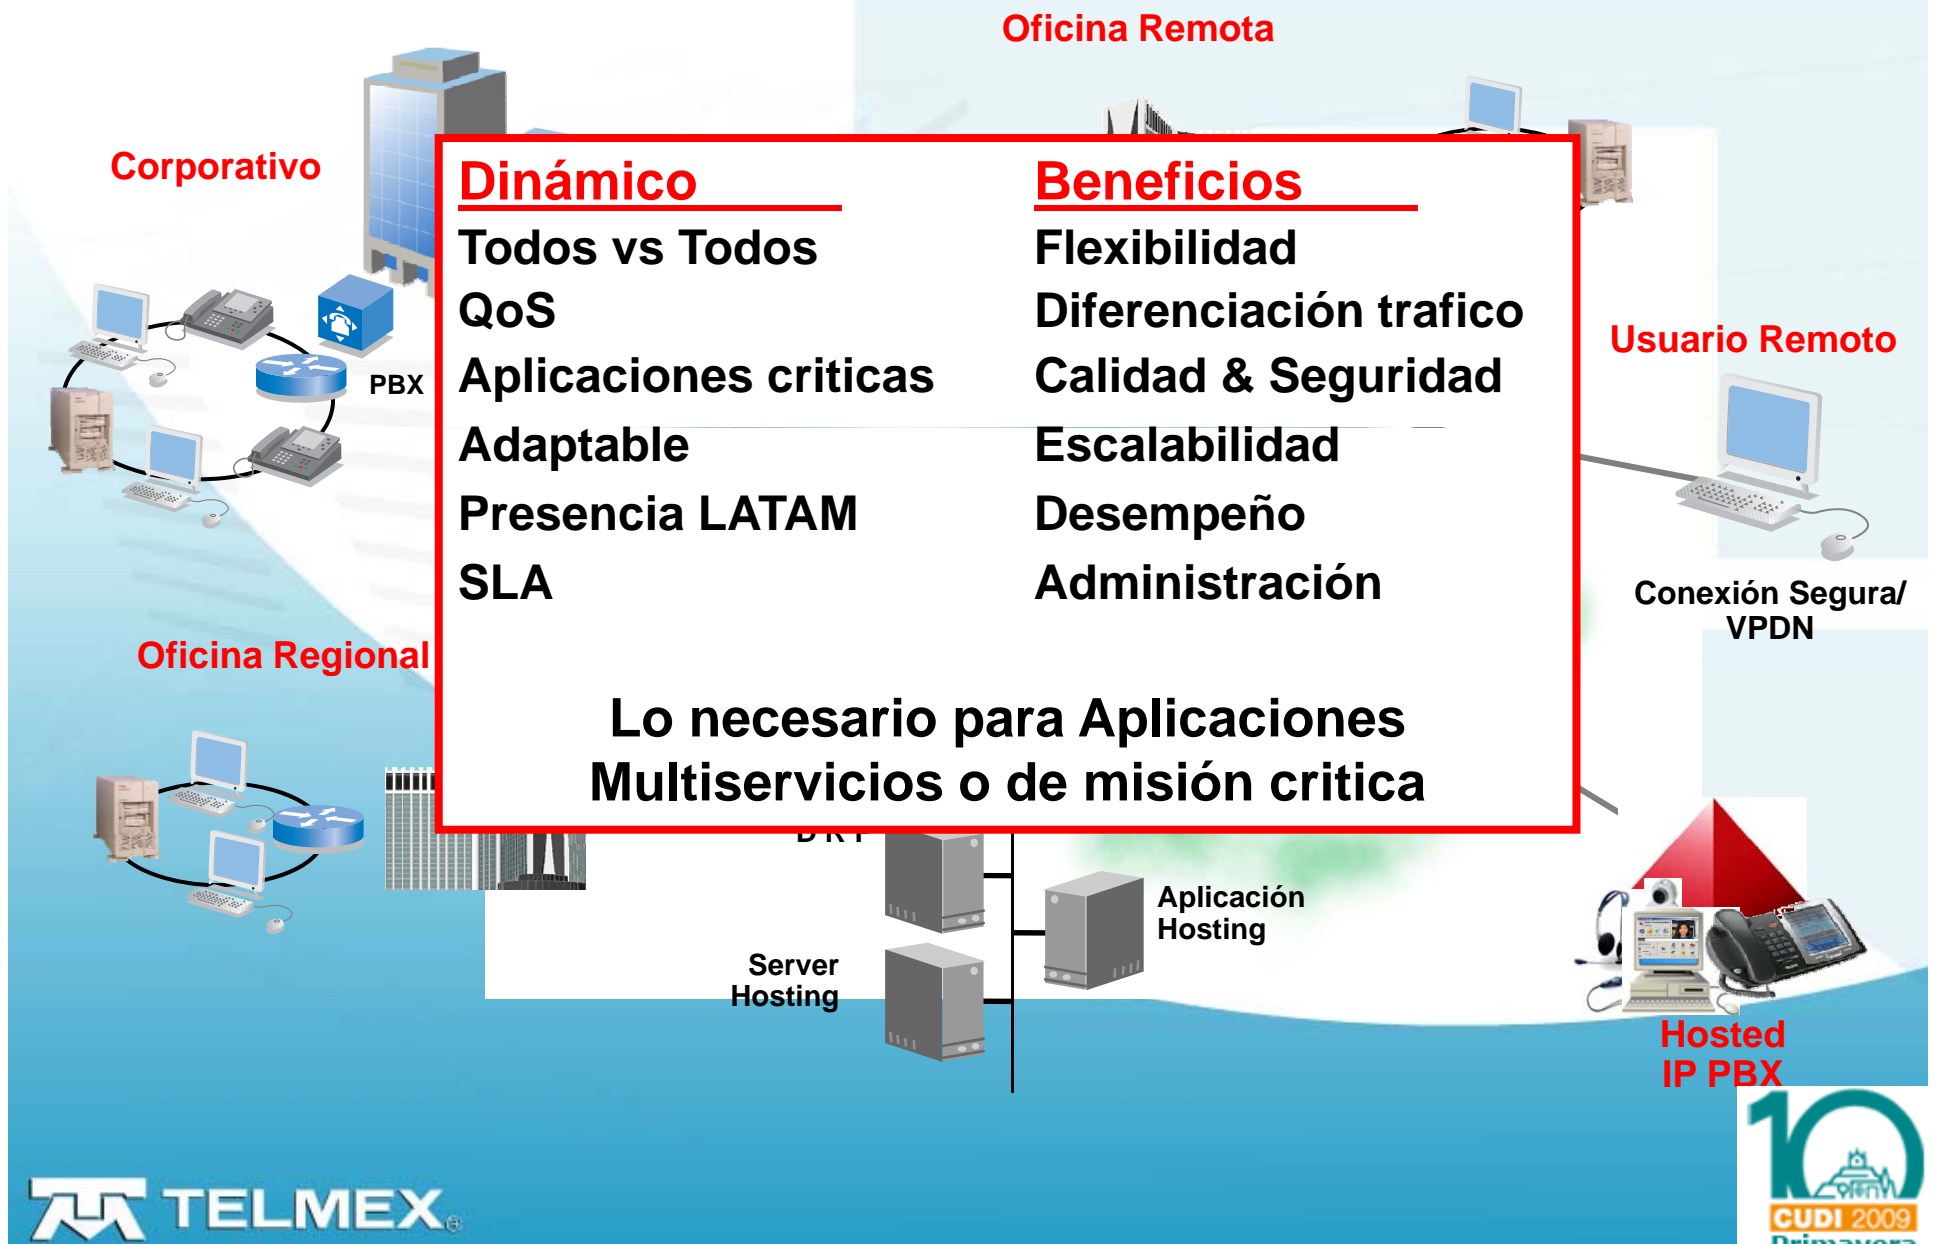 Oficina Remota
Corporativo
Dinámico
Todos vs Todos
QoS
Aplicaciones criticas
Adaptable
Presencia LATAM
SLA
Beneficios
Flexibilidad
Diferenciación trafico
Calidad & Seguridad
Escalabilidad
Desempeño
Administración
Lo necesario para Aplicaciones
Multiservicios o de misión critica
PBX
Usuario Remoto
Conexión Segura/
VPDN
Oficina Regional
Aplicación
Hosting
Server
Hosting
Hosted
IP PBX
TELMEX®
10
CUDI 2009
Primavera